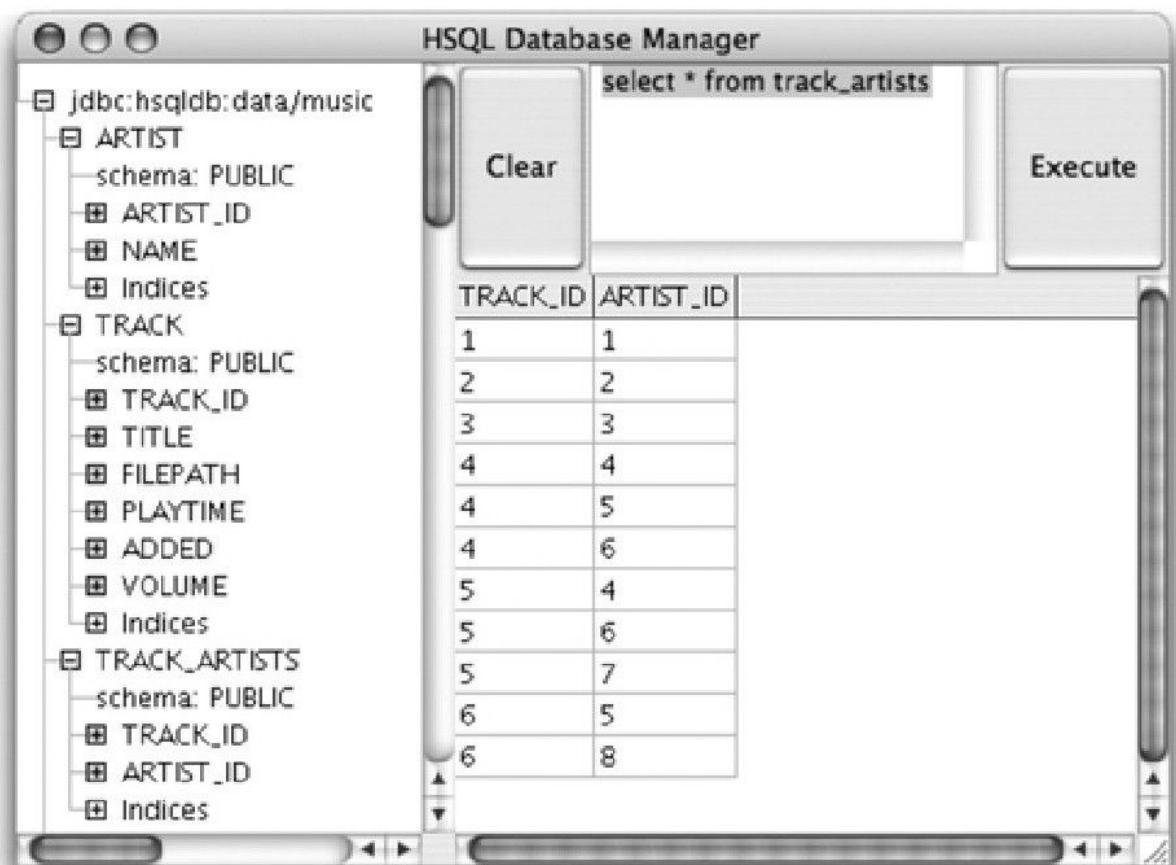 HSQL Database Manager
jdbc:hsqldb:data/music
ARTIST
schema: PUBLIC
ARTIST_ID
NAME
Indices
TRACK
schema: PUBLIC
TRACK_ID
TITLE
FILEPATH
PLAYTIME
ADDED
VOLUME
Indices
TRACK_ARTISTS
schema: PUBLIC
TRACK_ID
ARTIST_ID
Indices
Clear
select * from track_artists
Execute
TRACK_ID ARTIST_ID
1 1
2 2
3 3
4 4
4 5
4 6
5 4
5 6
5 7
6 5
6 8